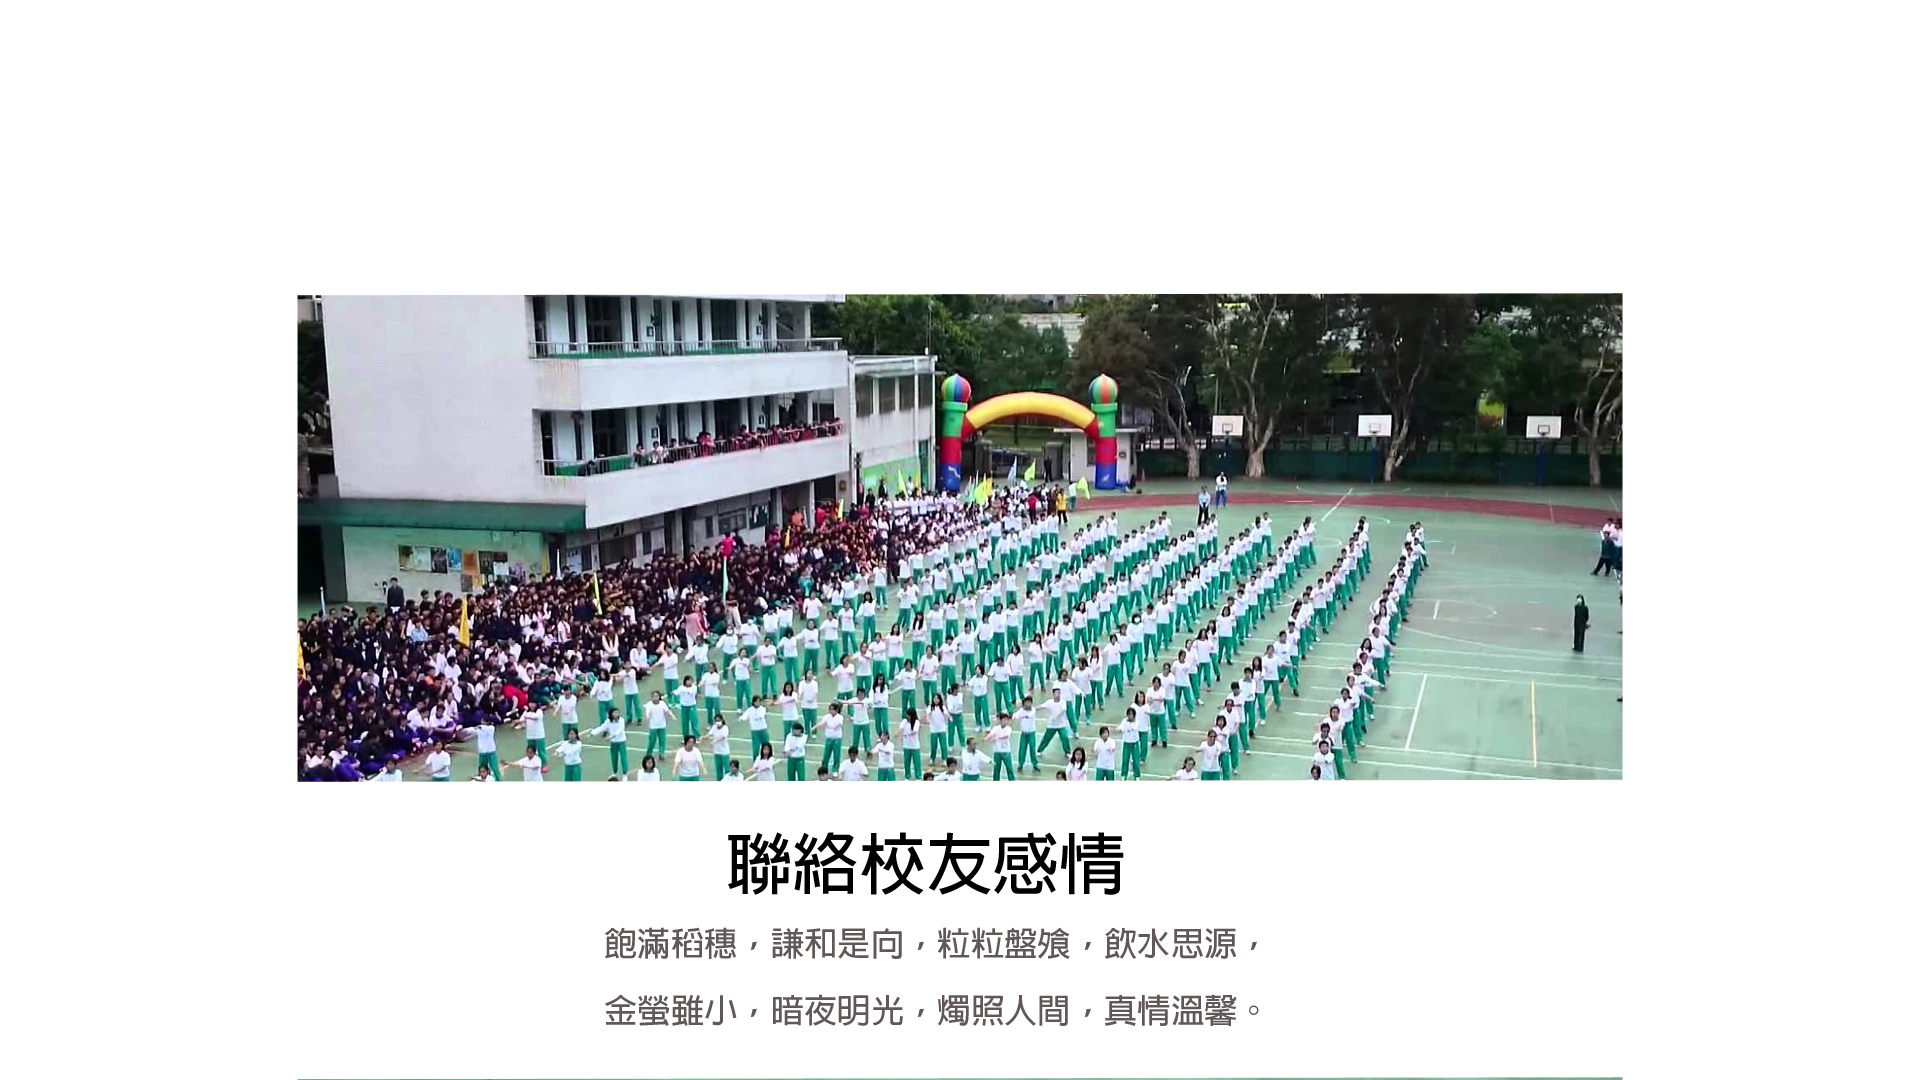 聯絡校友感情
飽滿稻穗，謙和是向，粒粒盤飧，飲水思源，
金螢雖小，暗夜明光，燭照人間，真情溫馨。